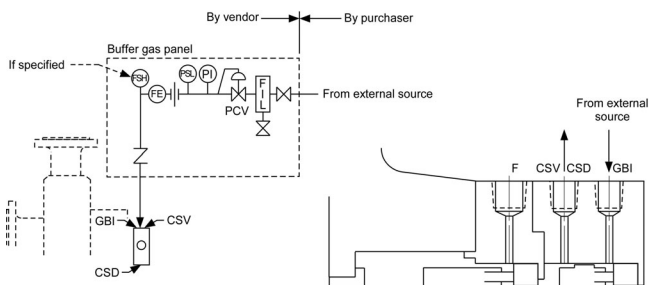 By vendor
By purchaser
Buffer gas panel
If specified
FSH
PSL
PI
FE
F
I
L
PCV
From external source
From external
source
F
CSV
CSD
GBI
GBI
CSV
CSD